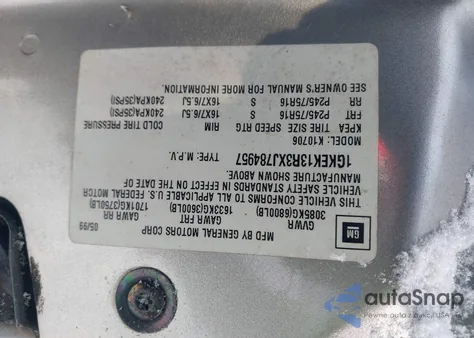 MFD BY GENERAL MOTORS CORP
05/99
GVWR
GAWR FRT
GAWR RR
3085KG(6800LB)
1633KG(3600LB)
1701KG(3750LB)
THIS VEHICLE CONFORMS TO ALL APPLICABLE U.S. FEDERAL MOTOR
VEHICLE SAFETY STANDARDS IN EFFECT ON THE DATE OF
MANUFACTURE SHOWN ABOVE.
1GKEK13R3XJ784957 TYPE: M.P.V.
MODEL: K10706
KPEA TIRE SIZE SPEED RTG RIM COLD TIRE PRESSURE
FRT P245/75R16 S 16X7/6.5J 240KPA(35PSI)
RR P245/75R16 S 16X7/6.5J 240KPA(35PSI)
SEE OWNER'S MANUAL FOR MORE INFORMATION.
GM
autoSnap